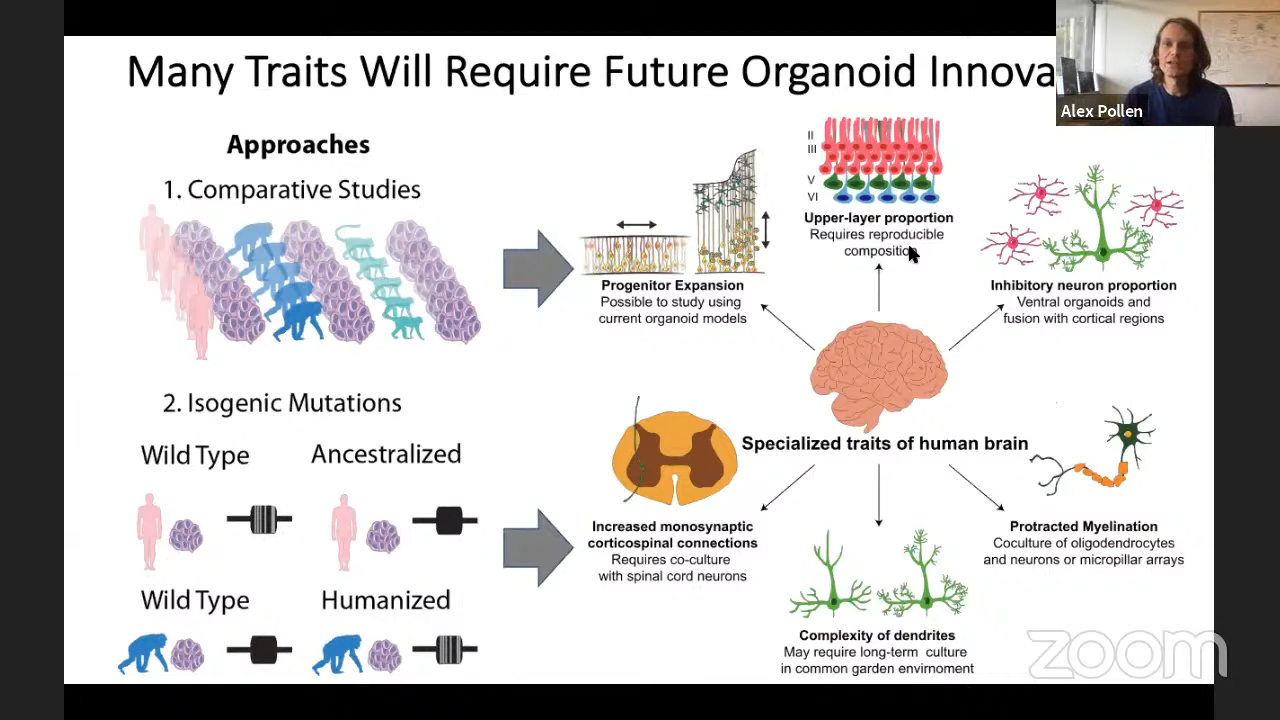 Many Traits Will Require Future Organoid Innova
Alex Pollen
Approaches
1. Comparative Studies
2. Isogenic Mutations
Wild Type
Ancestralized
Wild Type
Humanized
Progenitor Expansion
Possible to study using
current organoid models
II
III
V
VI
Upper-layer proportion
Requires reproducible
composition
Inhibitory neuron proportion
Ventral organoids and
fusion with cortical regions
Specialized traits of human brain
Increased monosynaptic
corticospinal connections
Requires co-culture
with spinal cord neurons
Complexity of dendrites
May require long-term culture
in common garden envirnoment
Protracted Myelination
Coculture of oligodendrocytes
and neurons or micropillar arrays
zoom